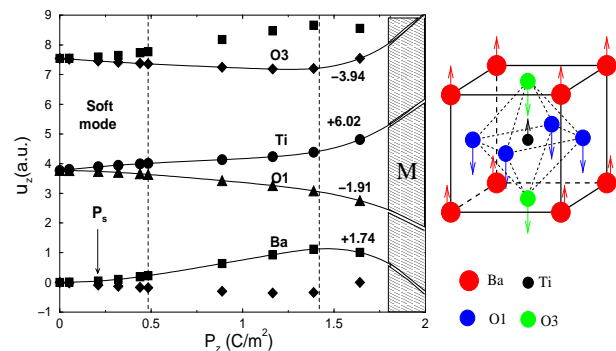 9
8
7
6
5
4
3
2
1
0
−1
u_z(a.u.)
O3
−3.94
Soft
mode
+6.02
Ti
O1
−1.91
M
P_s
Ba
+1.74
0 0.5 1 1.5 2
P_z (C/m²)
Ba Ti
O1 O3